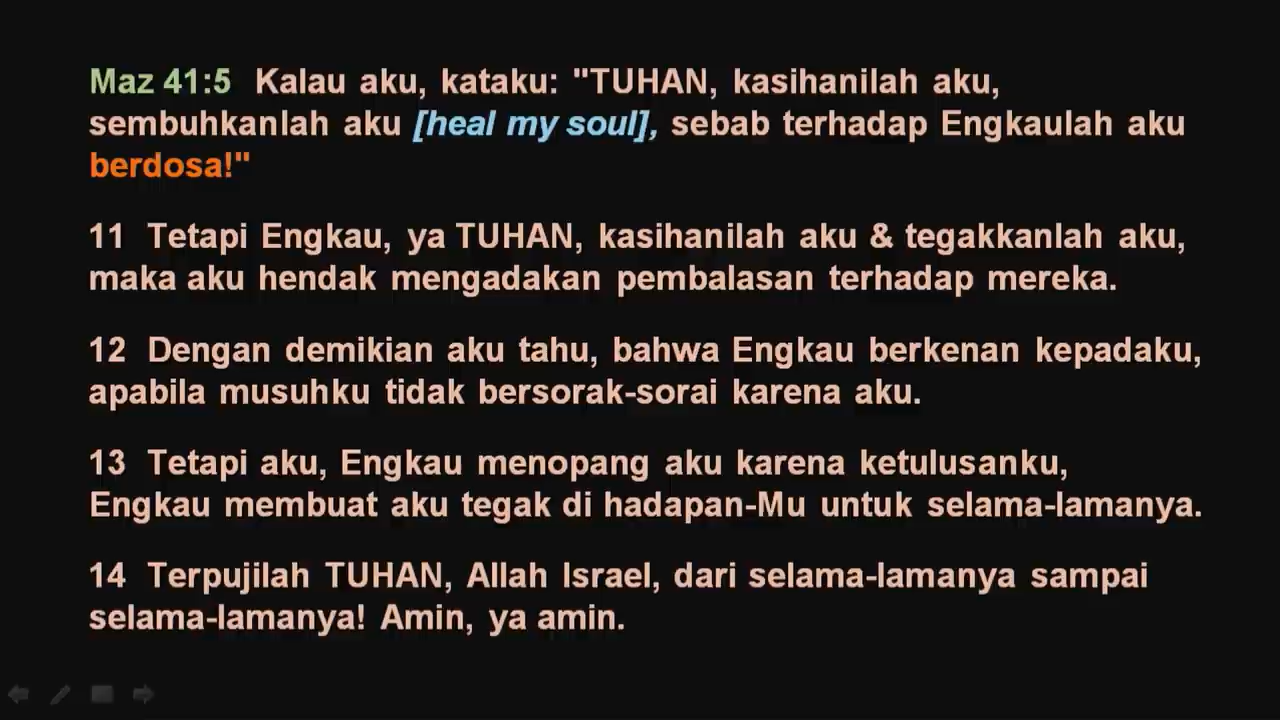 Maz 41:5 Kalau aku, kataku: "TUHAN, kasihanilah aku,
sembuhkanlah aku [heal my soul], sebab terhadap Engkaulah aku
berdosa!"
11 Tetapi Engkau, ya TUHAN, kasihanilah aku & tegakkanlah aku,
maka aku hendak mengadakan pembalasan terhadap mereka.
12 Dengan demikian aku tahu, bahwa Engkau berkenan kepadaku,
apabila musuhku tidak bersorak-sorai karena aku.
13 Tetapi aku, Engkau menopang aku karena ketulusanku,
Engkau membuat aku tegak di hadapan-Mu untuk selama-lamanya.
14 Terpujilah TUHAN, Allah Israel, dari selama-lamanya sampai
selama-lamanya! Amin, ya amin.